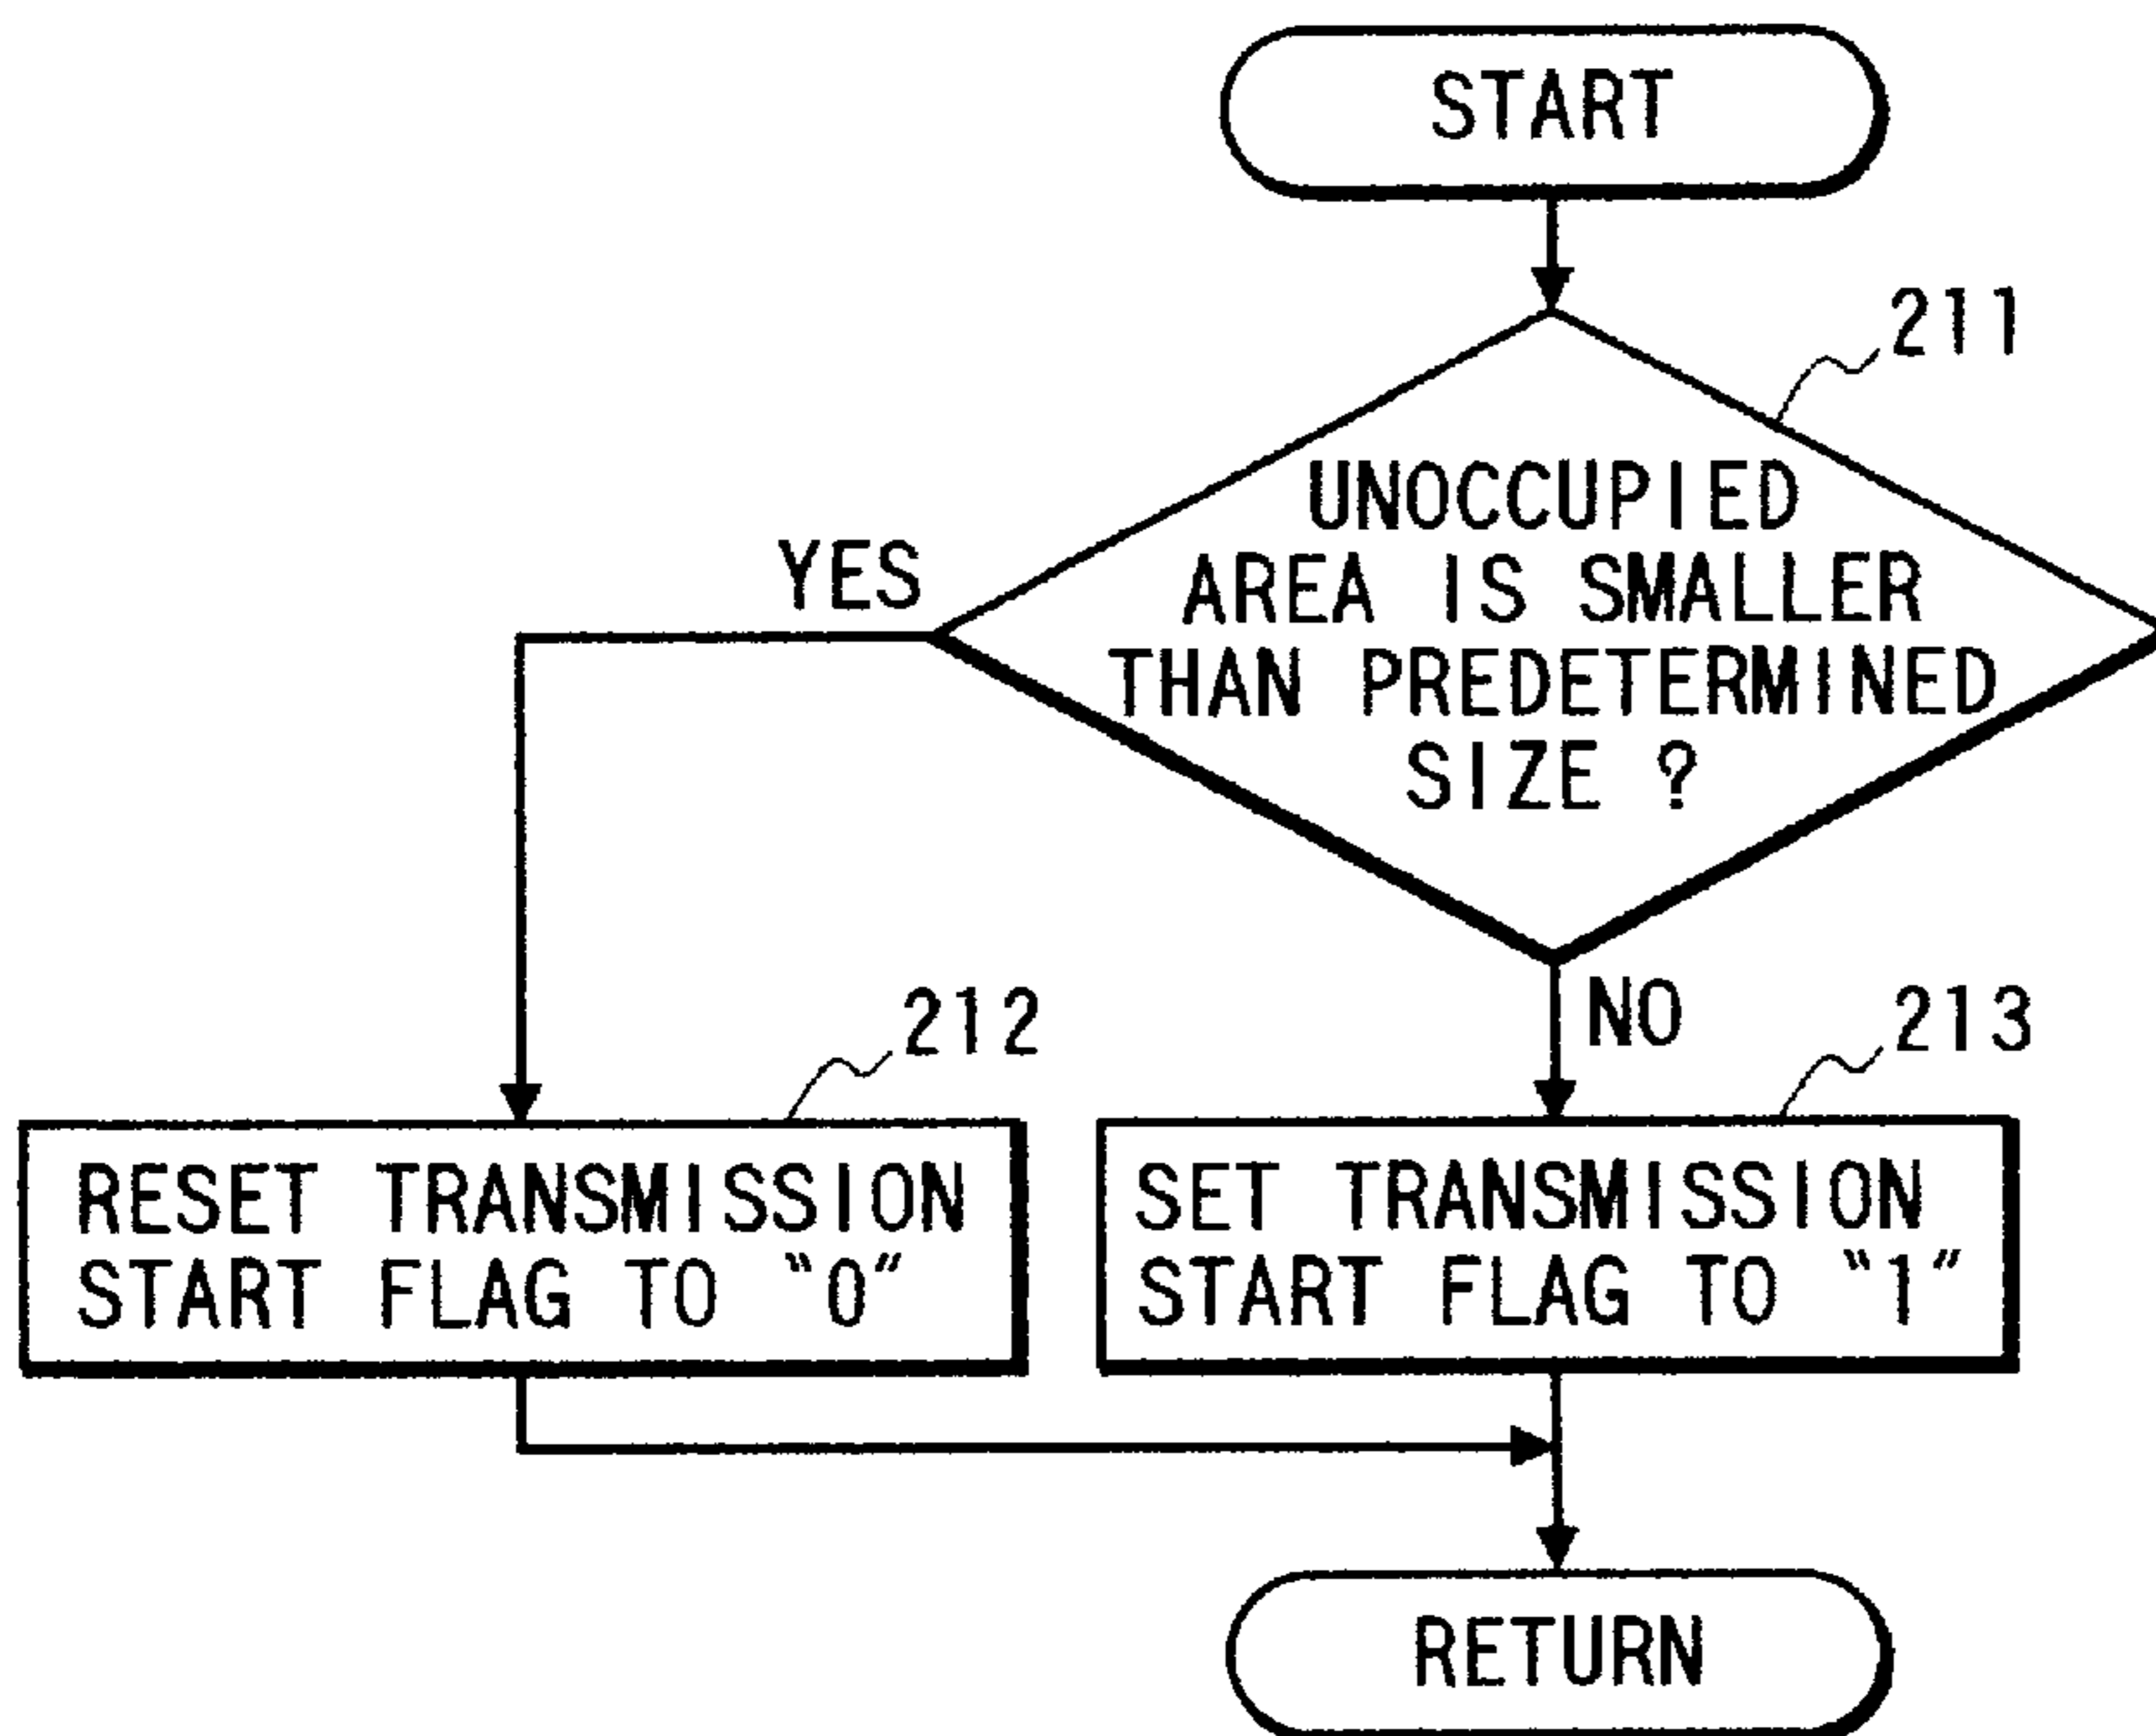 START
211
UNOCCUPIED
AREA IS SMALLER
THAN PREDETERMINED
SIZE ?
YES
NO
212
RESET TRANSMISSION
START FLAG TO “0”
213
SET TRANSMISSION
START FLAG TO “1”
RETURN